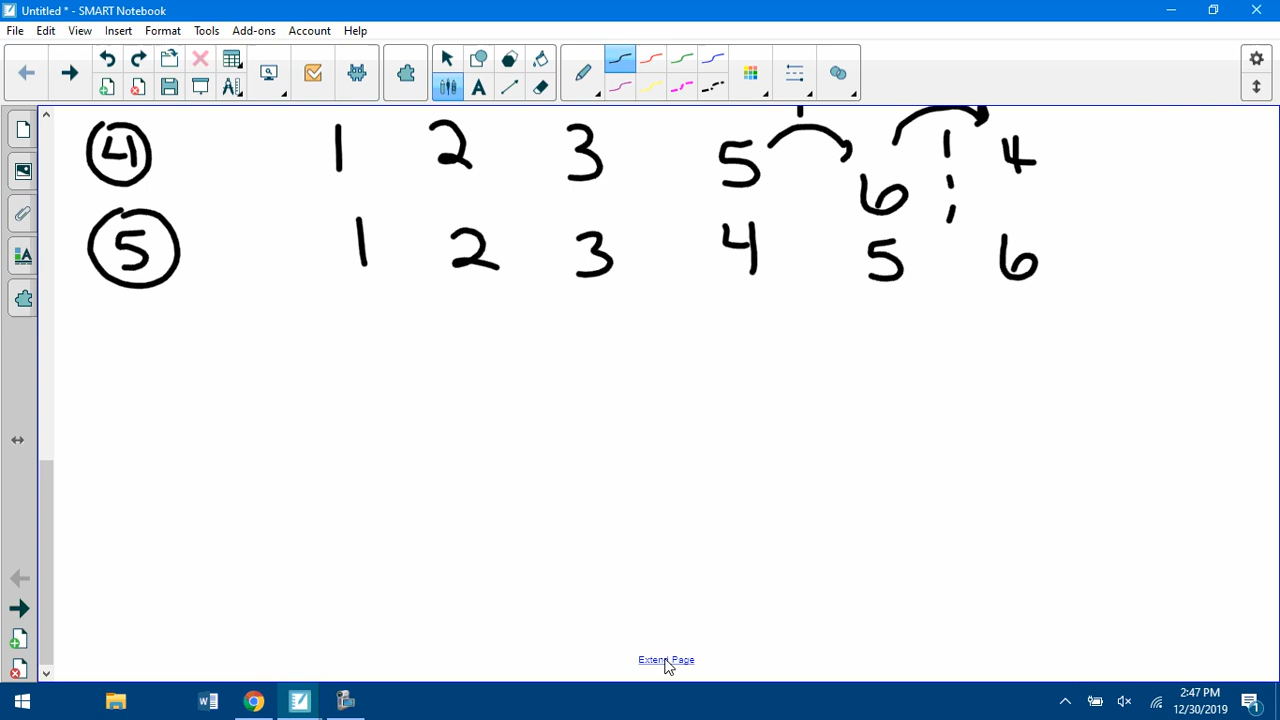 Untitled * - SMART Notebook
File Edit View Insert Format Tools Add-ons Account Help
4 1 2 3 5 6 4
5 1 2 3 4 5 6
Extend Page
2:47 PM
12/30/2019